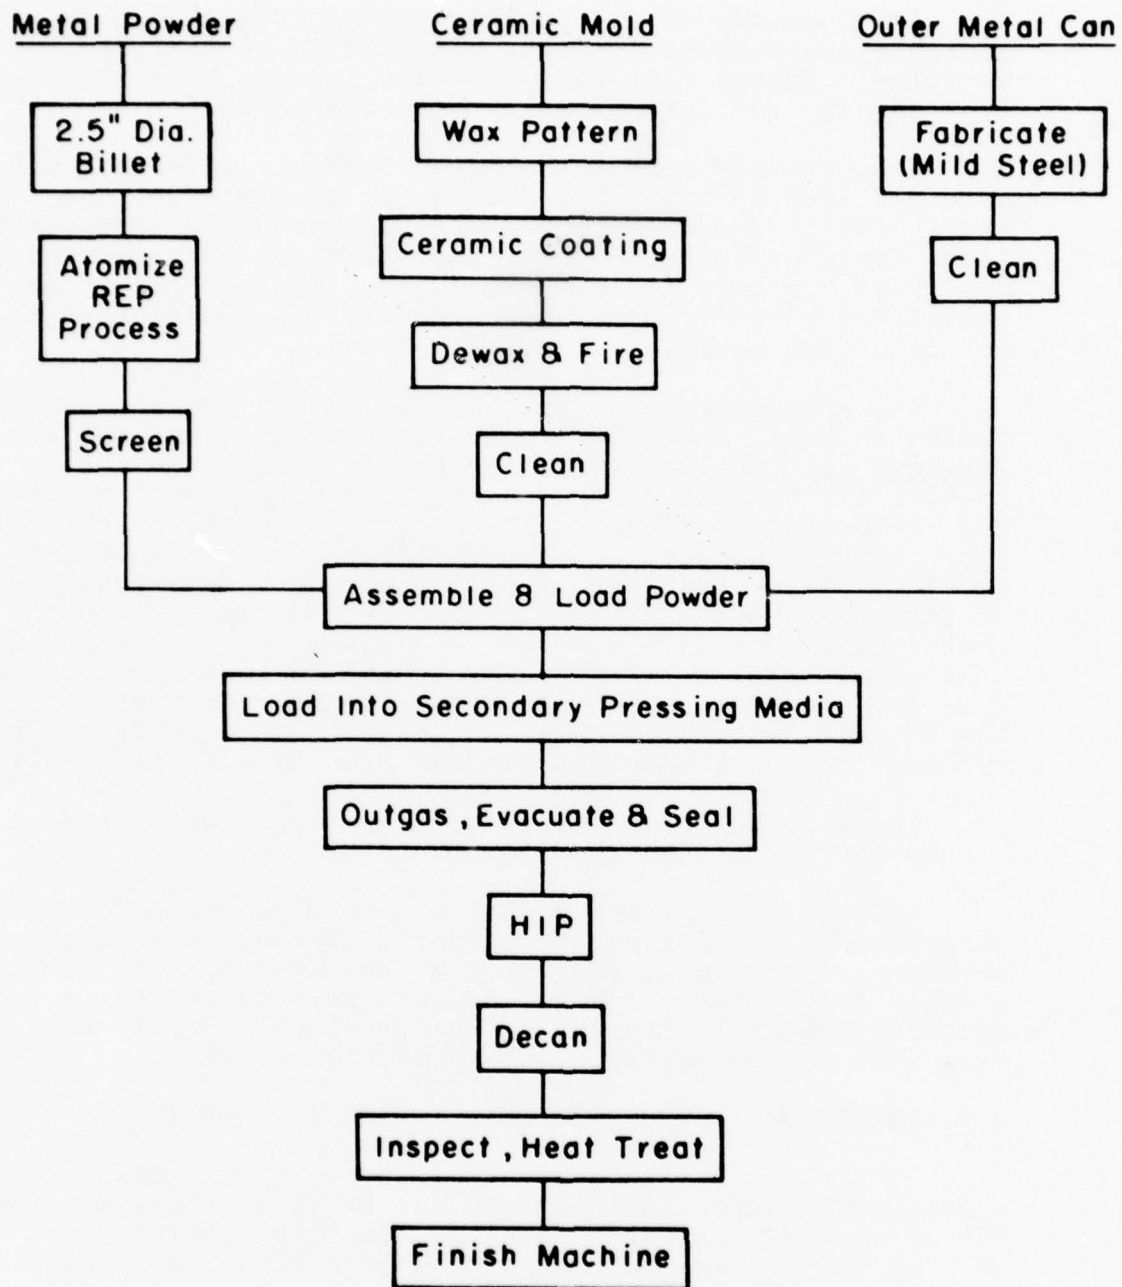 Metal Powder
Ceramic Mold
Outer Metal Can
2.5" Dia.
Billet
Wax Pattern
Fabricate
(Mild Steel)
Atomize
REP
Process
Ceramic Coating
Clean
Dewax & Fire
Screen
Clean
Assemble & Load Powder
Load Into Secondary Pressing Media
Outgas, Evacuate & Seal
HIP
Decan
Inspect, Heat Treat
Finish Machine